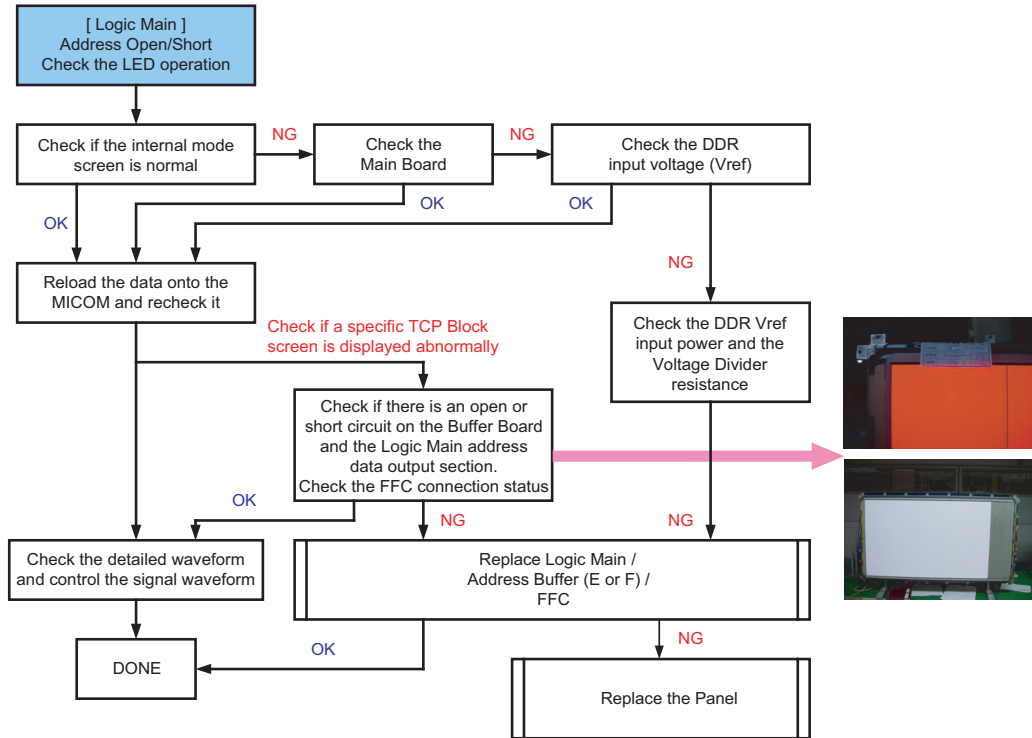 [ Logic Main ]
Address Open/Short
Check the LED operation
Check if the internal mode
screen is normal
NG
Check the
Main Board
NG
Check the DDR
input voltage (Vref)
OK
OK
OK
NG
Reload the data onto the
MICOM and recheck it
Check if a specific TCP Block
screen is displayed abnormally
Check the DDR Vref
input power and the
Voltage Divider
resistance
Check if there is an open or
short circuit on the Buffer Board
and the Logic Main address
data output section.
Check the FFC connection status
OK
NG
NG
Check the detailed waveform
and control the signal waveform
Replace Logic Main /
Address Buffer (E or F) /
FFC
OK
NG
DONE
Replace the Panel